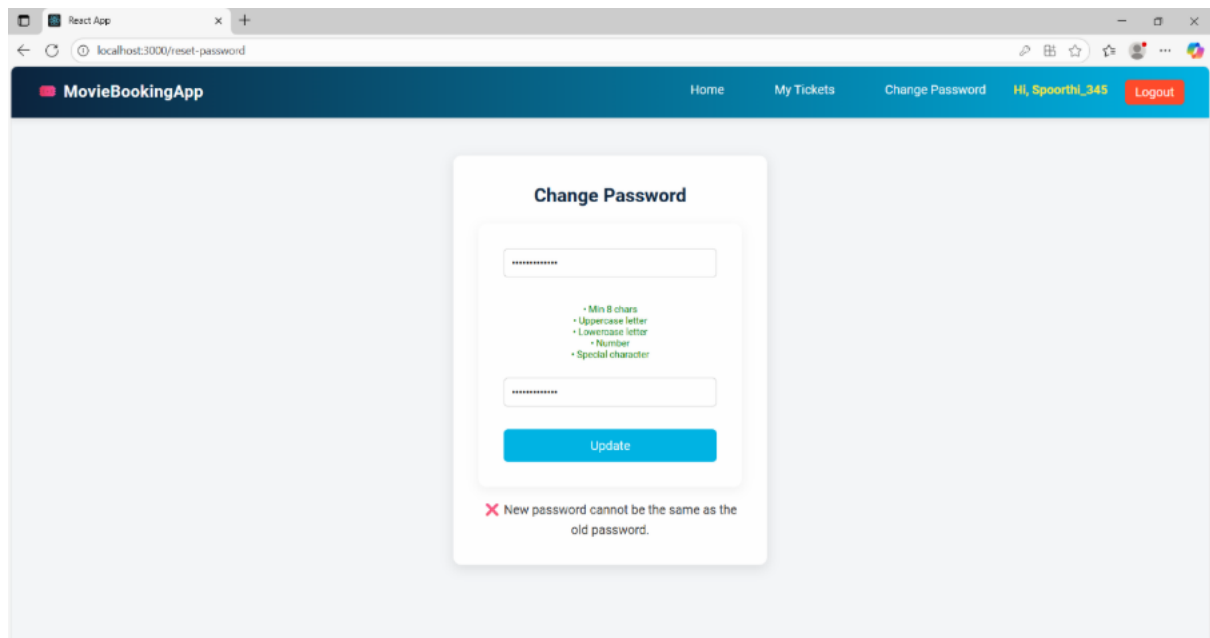 React App
localhost:3000/reset-password
MovieBookingApp
Home
My Tickets
Change Password
Hi, Spoorthi_345
Logout
Change Password
•••••••••••••
• Min 8 chars
• Uppercase letter
• Lowercase letter
• Number
• Special character
•••••••••••••
Update
❌ New password cannot be the same as the
old password.